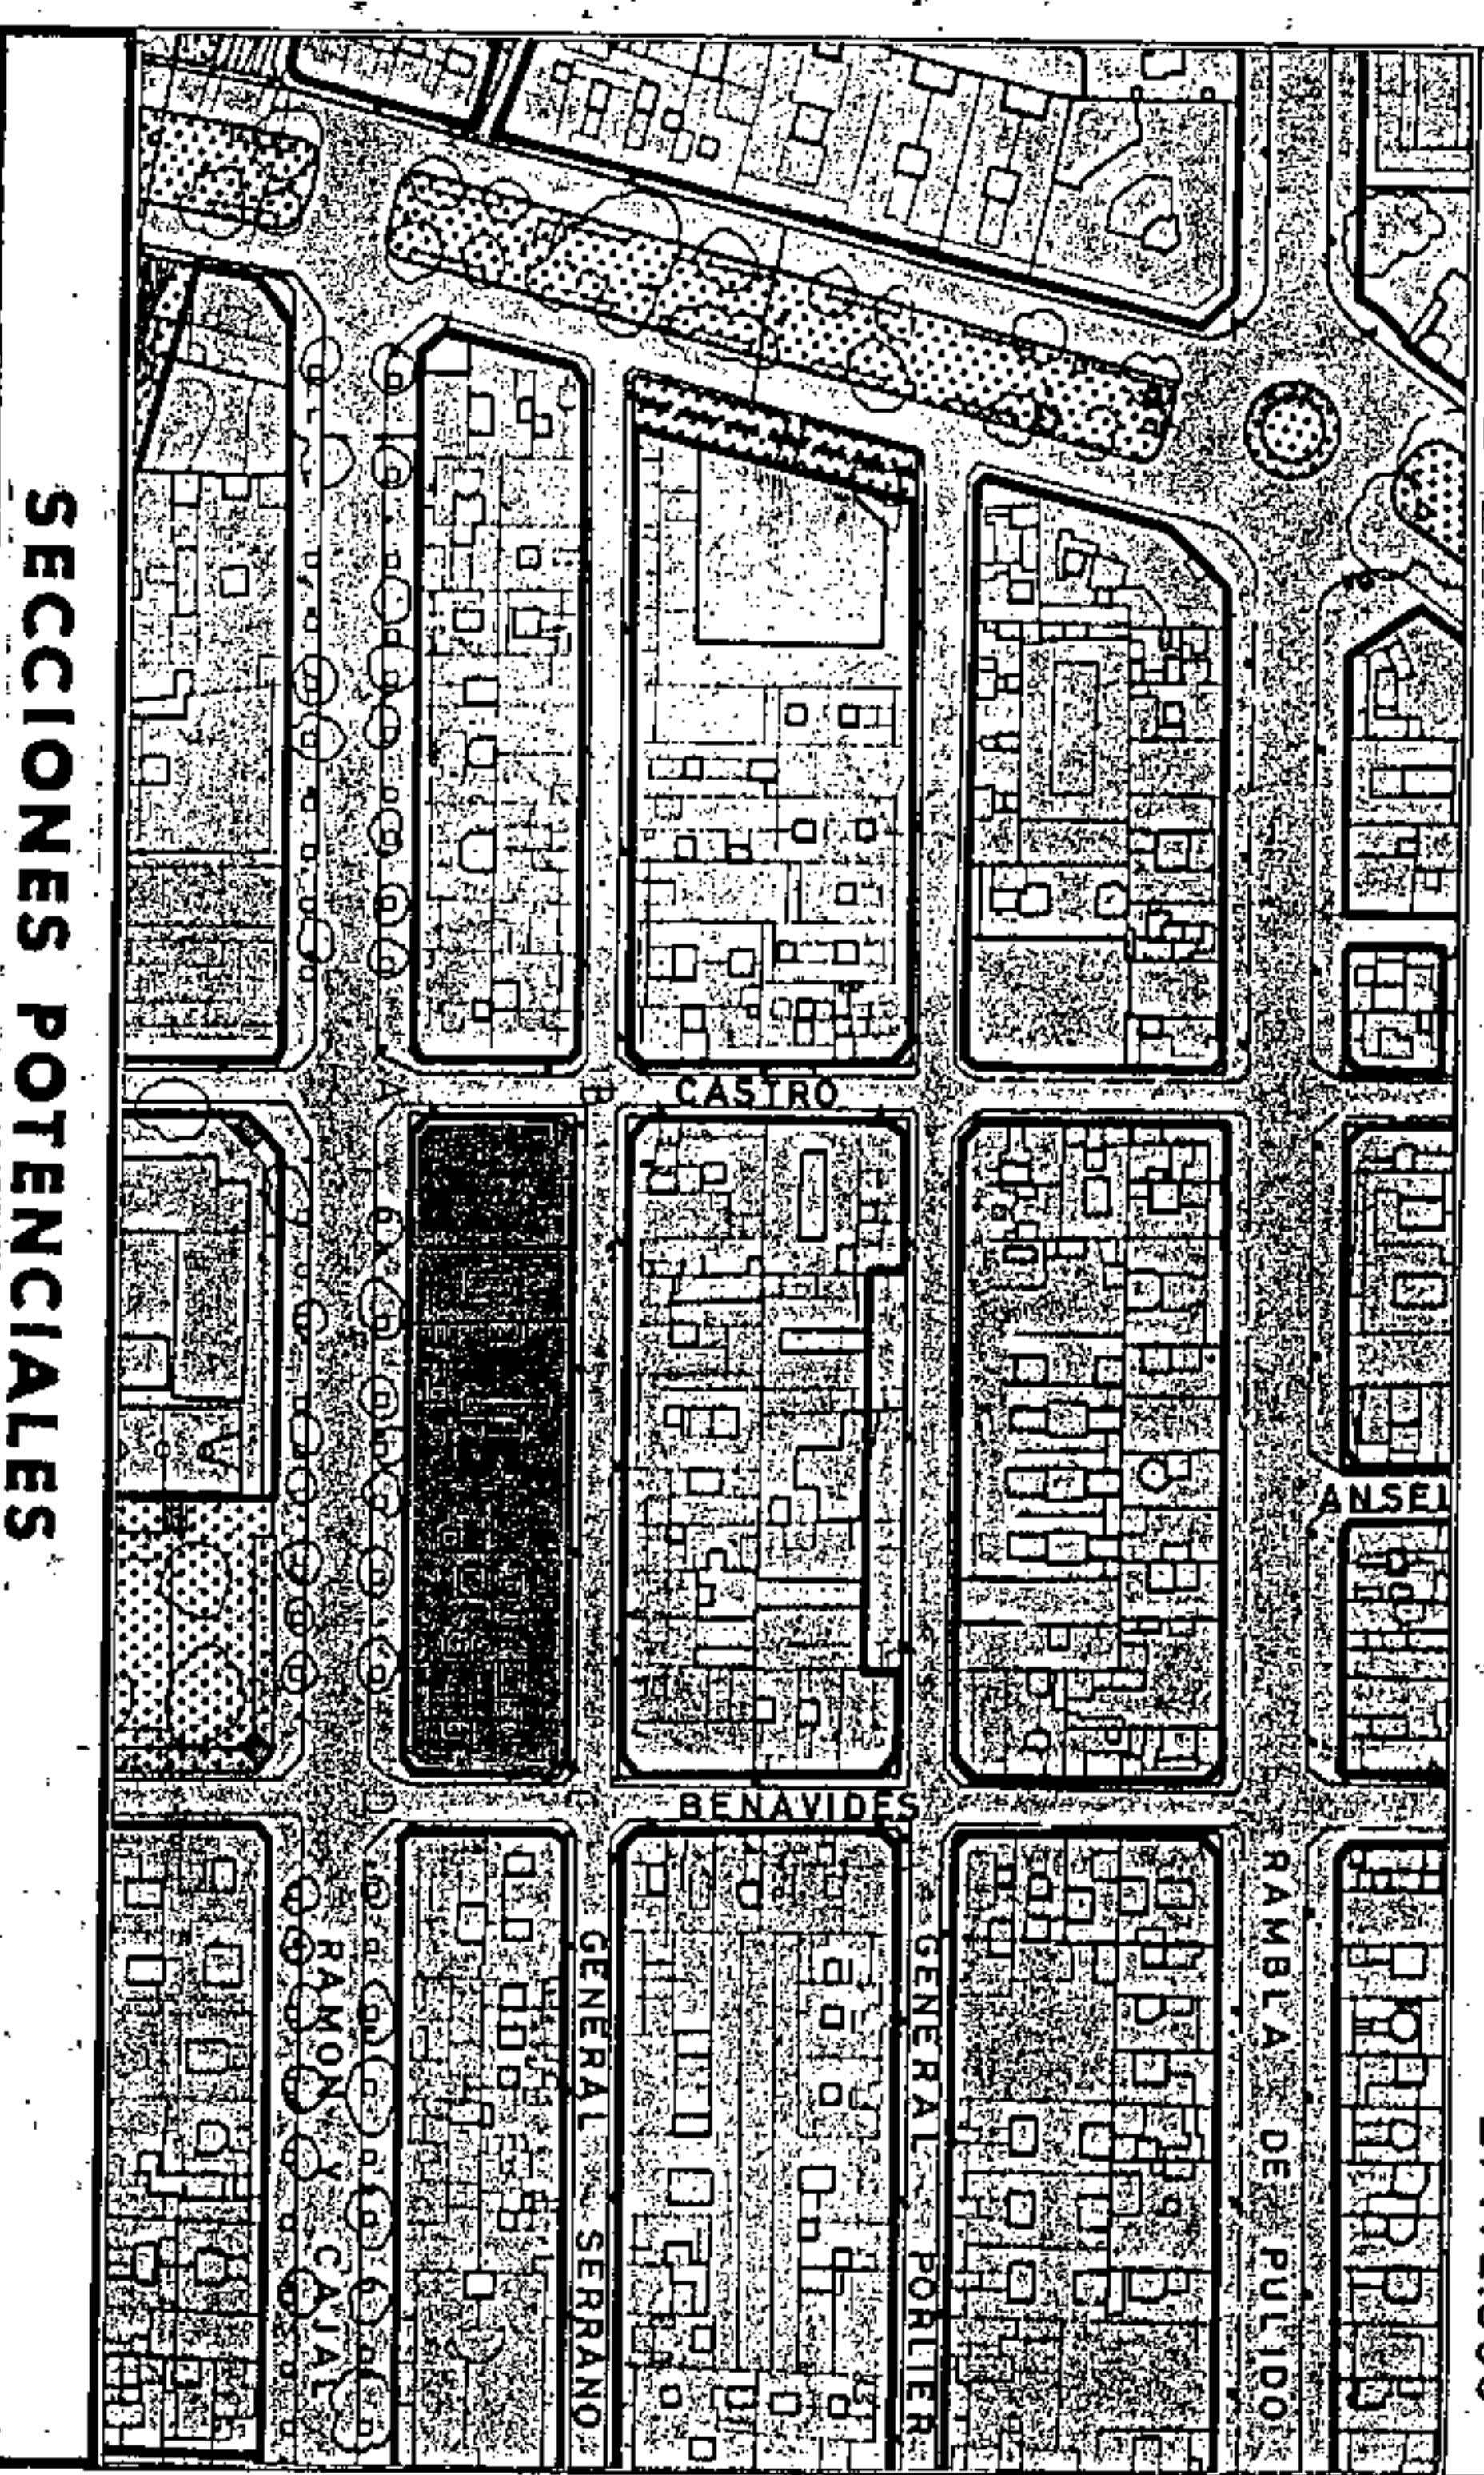 CASTRO
ANSEL
BENAVIDES
RAMBLA DE PULIDO
GENERAL PORLIER
GENERAL SERRANO
RAMON Y CAJAL
A
B
SECCIONES POTENCIALES